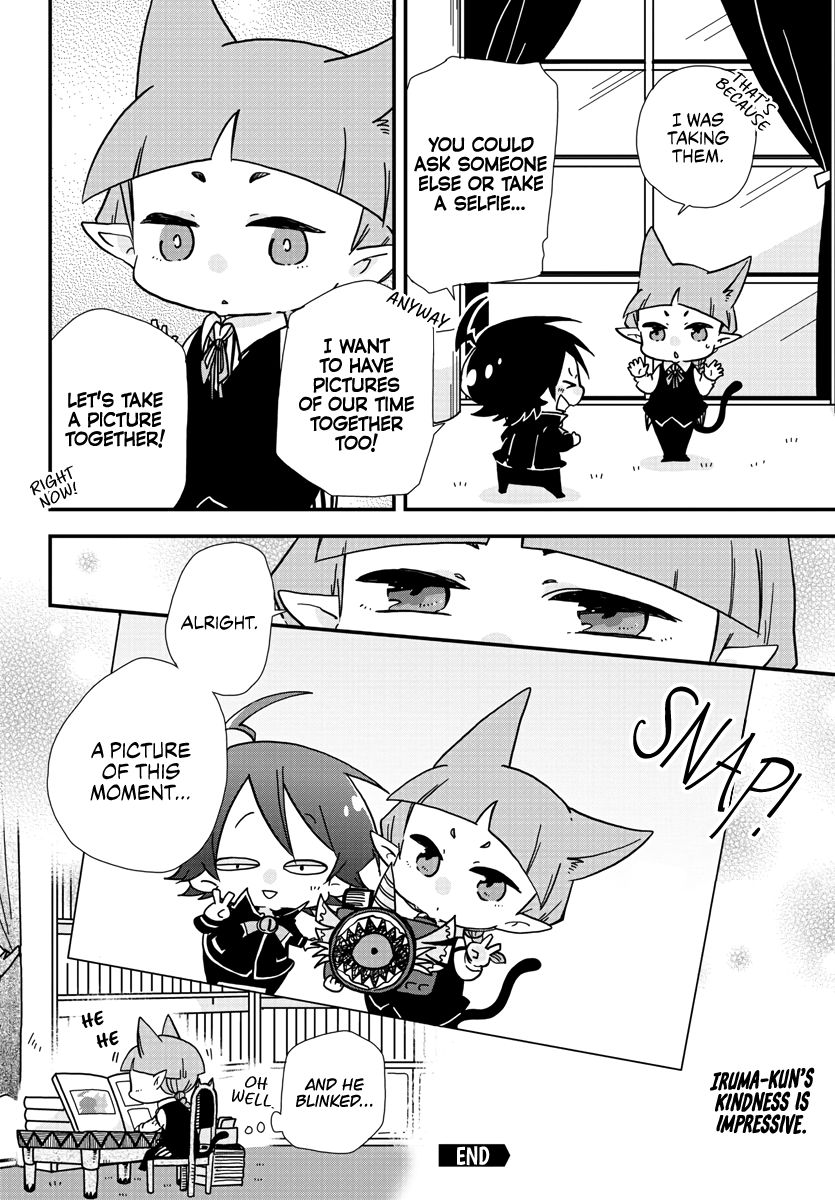 THAT'S
BECAUSE
I WAS
TAKING
THEM.
YOU COULD
ASK SOMEONE
ELSE OR TAKE
A SELFIE...
ANYWAY
I WANT
TO HAVE
PICTURES
OF OUR TIME
TOGETHER
TOO!
LET'S TAKE
A PICTURE
TOGETHER!
RIGHT
NOW!
ALRIGHT.
A PICTURE
OF THIS
MOMENT...
SNAP!
HE
HE
AND HE
BLINKED...
OH
WELL
IRUMA-KUN'S
KINDNESS IS
IMPRESSIVE.
END